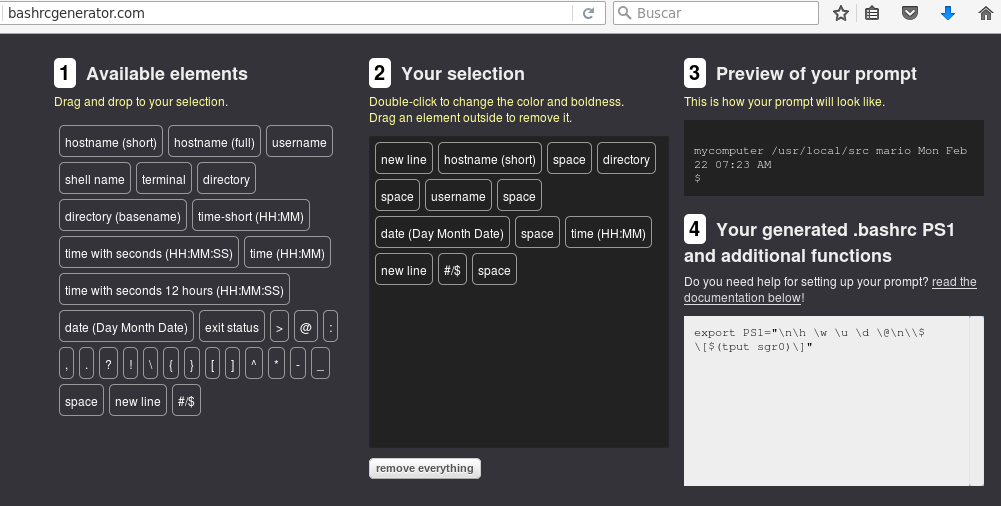 bashrcgenerator.com
Buscar
1 Available elements
Drag and drop to your selection.
hostname (short) hostname (full) username
shell name terminal directory
directory (basename) time-short (HH:MM)
time with seconds (HH:MM:SS) time (HH:MM)
time with seconds 12 hours (HH:MM:SS)
date (Day Month Date) exit status > @ :
, . ? ! \ { } [ ] ^ * - _
space new line #/$
2 Your selection
Double-click to change the color and boldness.
Drag an element outside to remove it.
new line hostname (short) space directory
space username space
date (Day Month Date) space time (HH:MM)
new line #/$ space
remove everything
3 Preview of your prompt
This is how your prompt will look like.
mycomputer /usr/local/src mario Mon Feb
22 07:23 AM
$
4 Your generated .bashrc PS1
and additional functions
Do you need help for setting up your prompt? read the
documentation below!
export PS1="\n\h \w \u \d \@\n\\$
\[$(tput sgr0)\]"